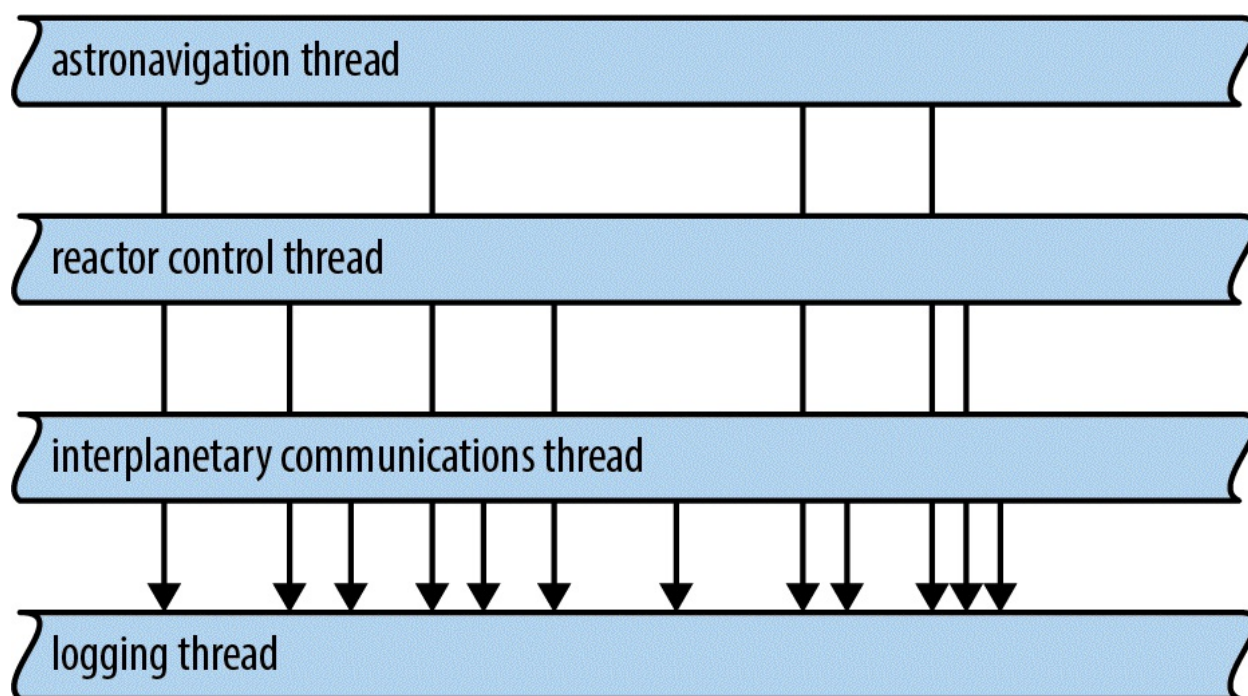 astronavigation thread
reactor control thread
interplanetary communications thread
logging thread